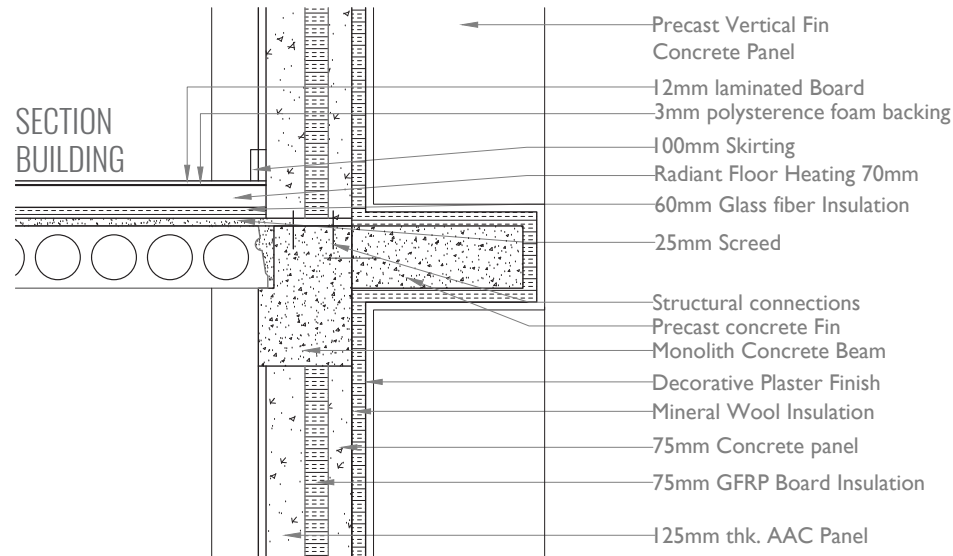 SECTION
BUILDING
Precast Vertical Fin
Concrete Panel
12mm laminated Board
3mm polysterence foam backing
100mm Skirting
Radiant Floor Heating 70mm
60mm Glass fiber Insulation
25mm Screed
Structural connections
Precast concrete Fin
Monolith Concrete Beam
Decorative Plaster Finish
Mineral Wool Insulation
75mm Concrete panel
75mm GFRP Board Insulation
125mm thk. AAC Panel